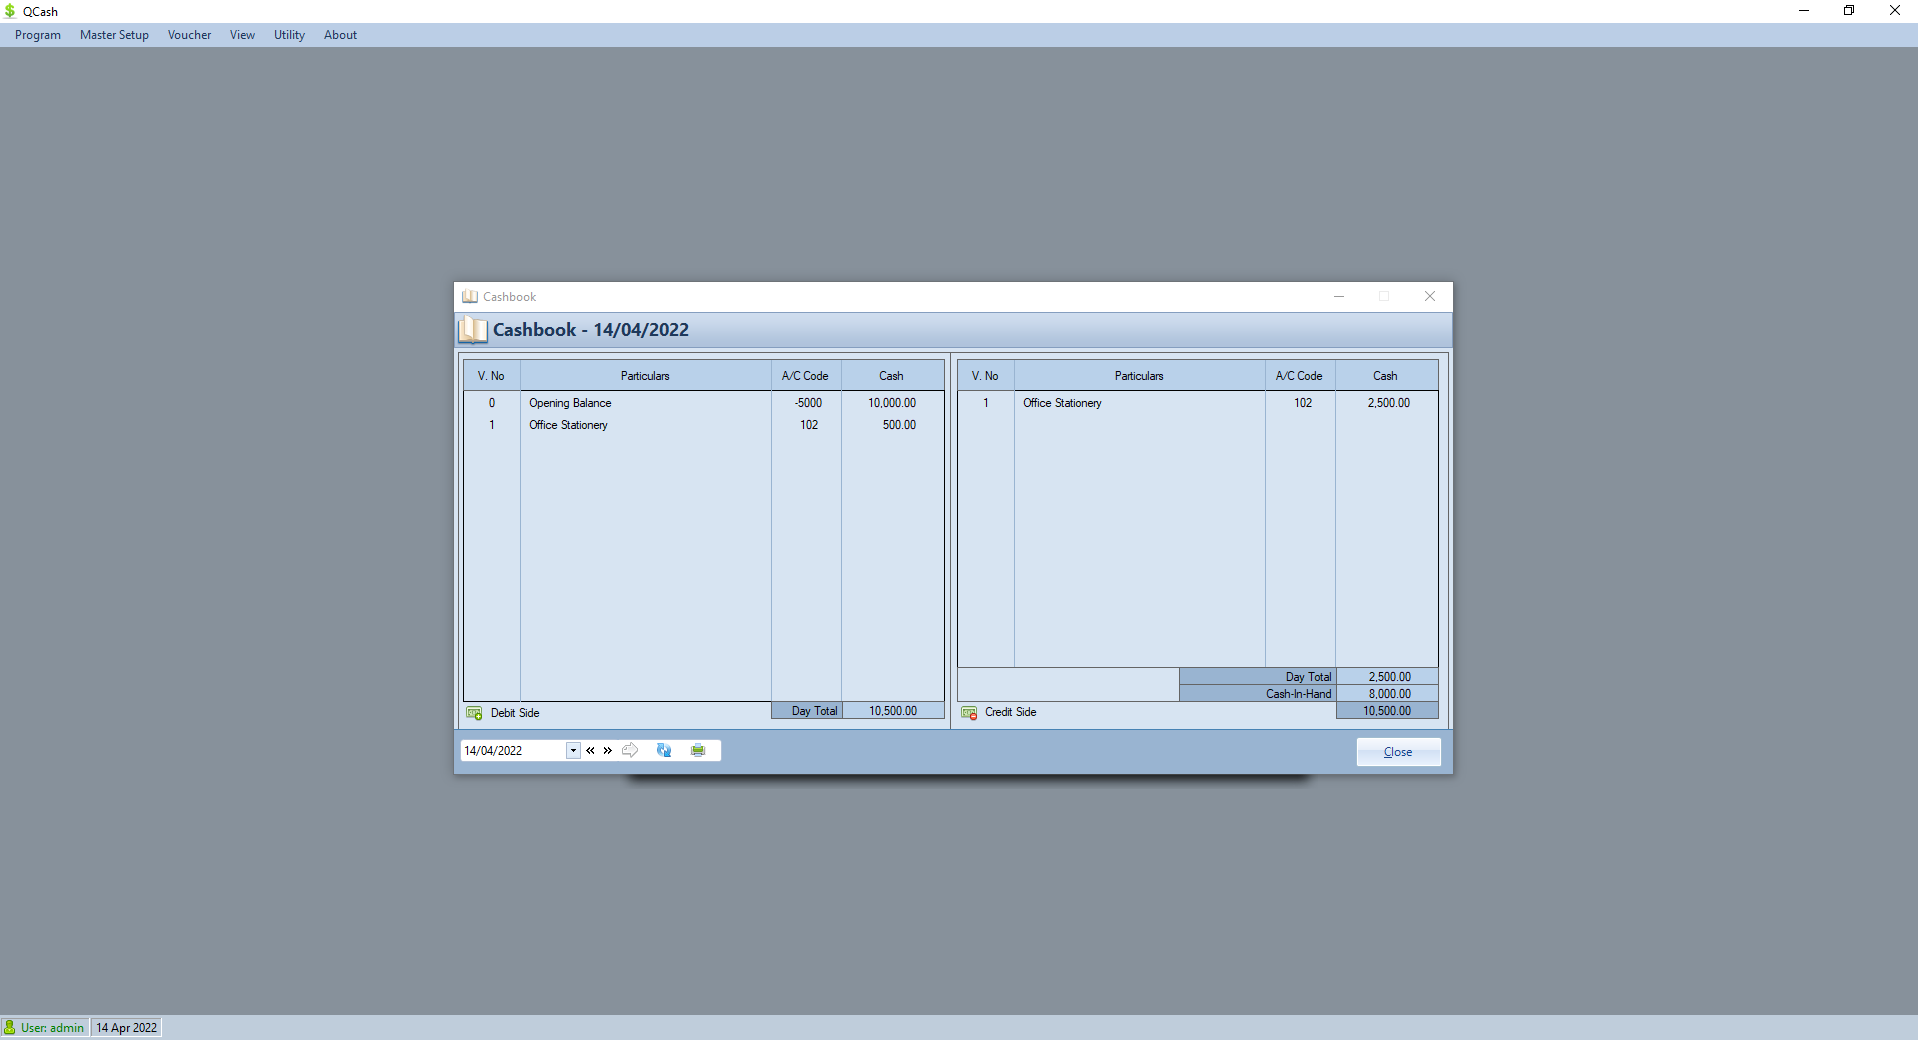 QCash
Program Master Setup Voucher View Utility About
Cashbook
Cashbook - 14/04/2022
V. No Particulars A/C Code Cash
0 Opening Balance -5000 10,000.00
1 Office Stationery 102 500.00
Debit Side Day Total 10,500.00
V. No Particulars A/C Code Cash
1 Office Stationery 102 2,500.00
Day Total 2,500.00
Cash-In-Hand 8,000.00
Credit Side 10,500.00
14/04/2022
Close
User: admin 14 Apr 2022